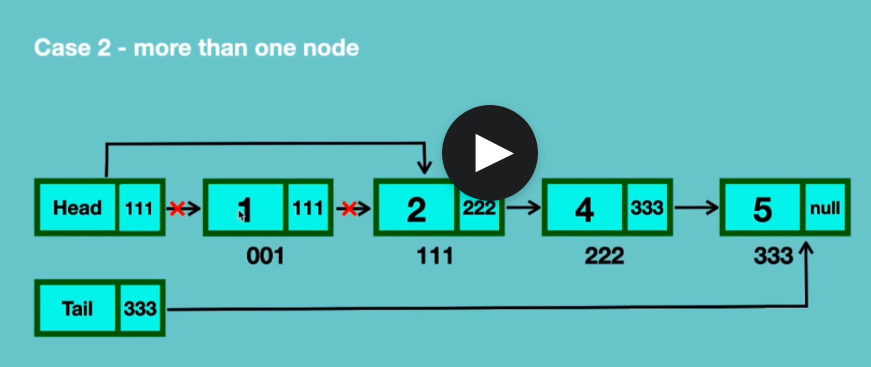 Case 2 - more than one node
Head 111 1 111 2 222 4 333 5 null
001 111 222 333
Tail 333